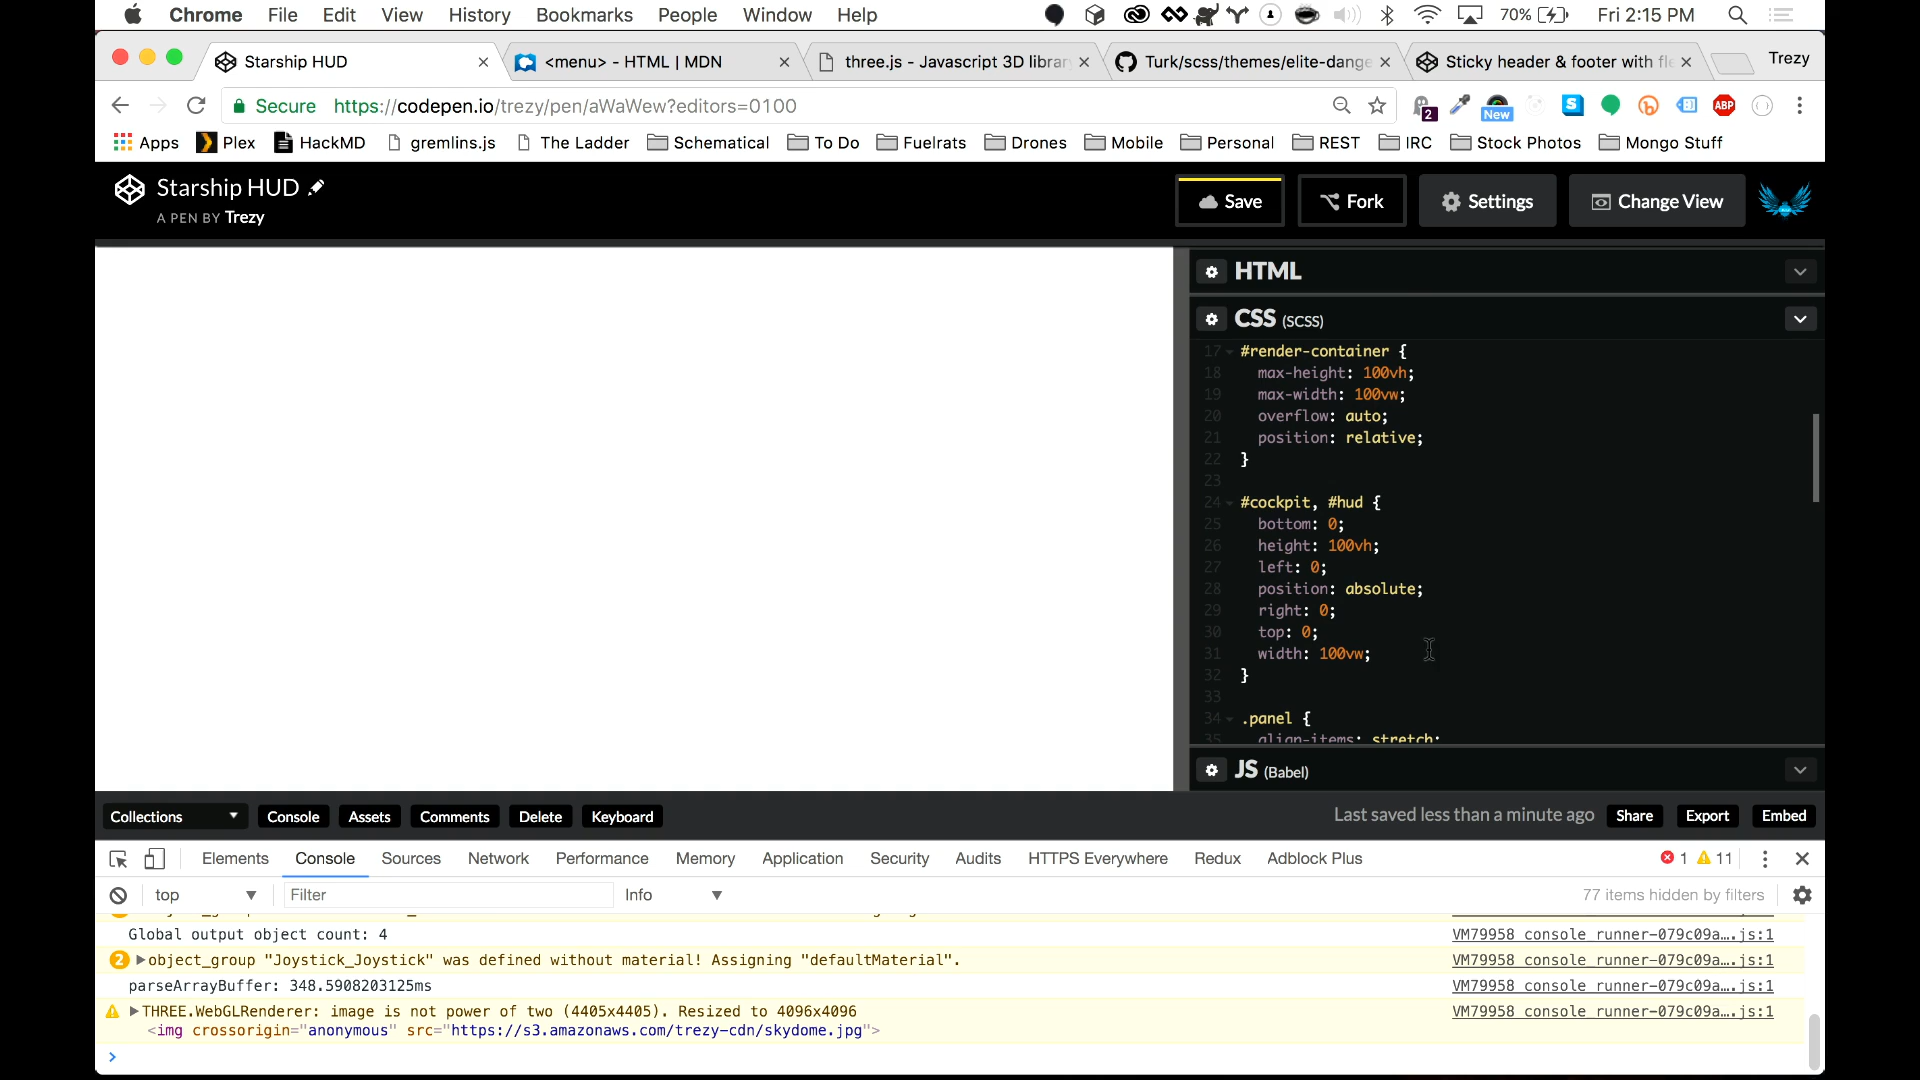 Chrome File Edit View History Bookmarks People Window Help 70% Fri 2:15 PM
Starship HUD <menu> - HTML | MDN three.js - Javascript 3D librar Turk/scss/themes/elite-dange Sticky header & footer with fle Trezy
Secure https://codepen.io/trezy/pen/aWaWew?editors=0100 2 New S ABP
Apps Plex HackMD gremlins.js The Ladder Schematical To Do Fuelrats Drones Mobile Personal REST IRC Stock Photos Mongo Stuff
Starship HUD
A PEN BY Trezy
Save Fork Settings Change View
HTML
CSS (SCSS)
17 #render-container {
18 max-height: 100vh;
19 max-width: 100vw;
20 overflow: auto;
21 position: relative;
22 }
23
24 #cockpit, #hud {
25 bottom: 0;
26 height: 100vh;
27 left: 0;
28 position: absolute;
29 right: 0;
30 top: 0;
31 width: 100vw;
32 }
33
34 .panel {
35 align-items: stretch;
JS (Babel)
Collections Console Assets Comments Delete Keyboard Last saved less than a minute ago Share Export Embed
Elements Console Sources Network Performance Memory Application Security Audits HTTPS Everywhere Redux Adblock Plus 1 11
top Filter Info 77 items hidden by filters
Global output object count: 4 VM79958 console_runner-079c09a….js:1
2 object_group "Joystick_Joystick" was defined without material! Assigning "defaultMaterial". VM79958 console_runner-079c09a….js:1
parseArrayBuffer: 348.5908203125ms VM79958 console_runner-079c09a….js:1
THREE.WebGLRenderer: image is not power of two (4405x4405). Resized to 4096x4096 VM79958 console_runner-079c09a….js:1
<img crossorigin="anonymous" src="https://s3.amazonaws.com/trezy-cdn/skydome.jpg">